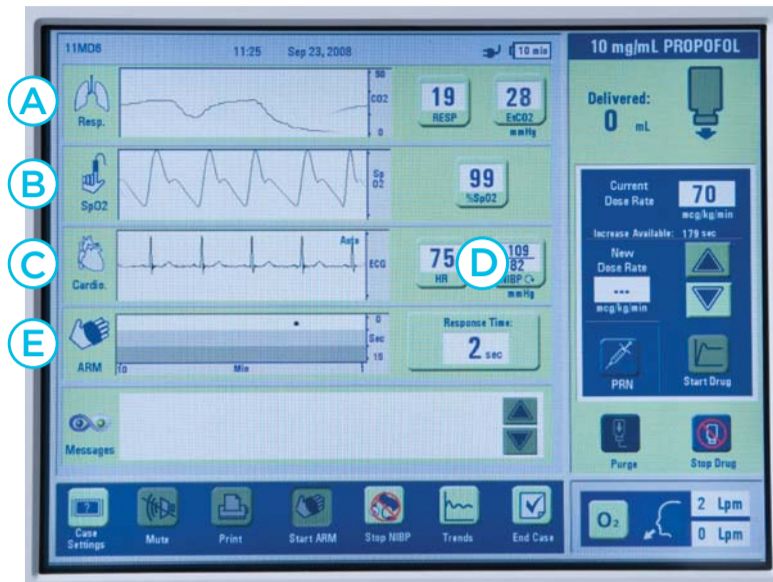 11MD6 11:25 Sep 23, 2008 10 min
A
Resp.
50
CO2
0
19
RESP
28
EtCO2
mmHg
B
SpO2
Sp
O2
99
%SpO2
C
Cardio.
Auto
ECG
75
HR
D
109
82
NIBP
mmHg
E
ARM
0
Sec
15
10 Min 1
Response Time:
2 sec
Messages
?
Case
Settings
Mute
Print
Start ARM
Stop NIBP
Trends
End Case
10 mg/mL PROPOFOL
Delivered:
0 mL
Current
Dose Rate
70
mcg/kg/min
Increase Available: 179 sec
New
Dose Rate
---
mcg/kg/min
PRN
Start Drug
Purge
Stop Drug
O2
2 Lpm
0 Lpm